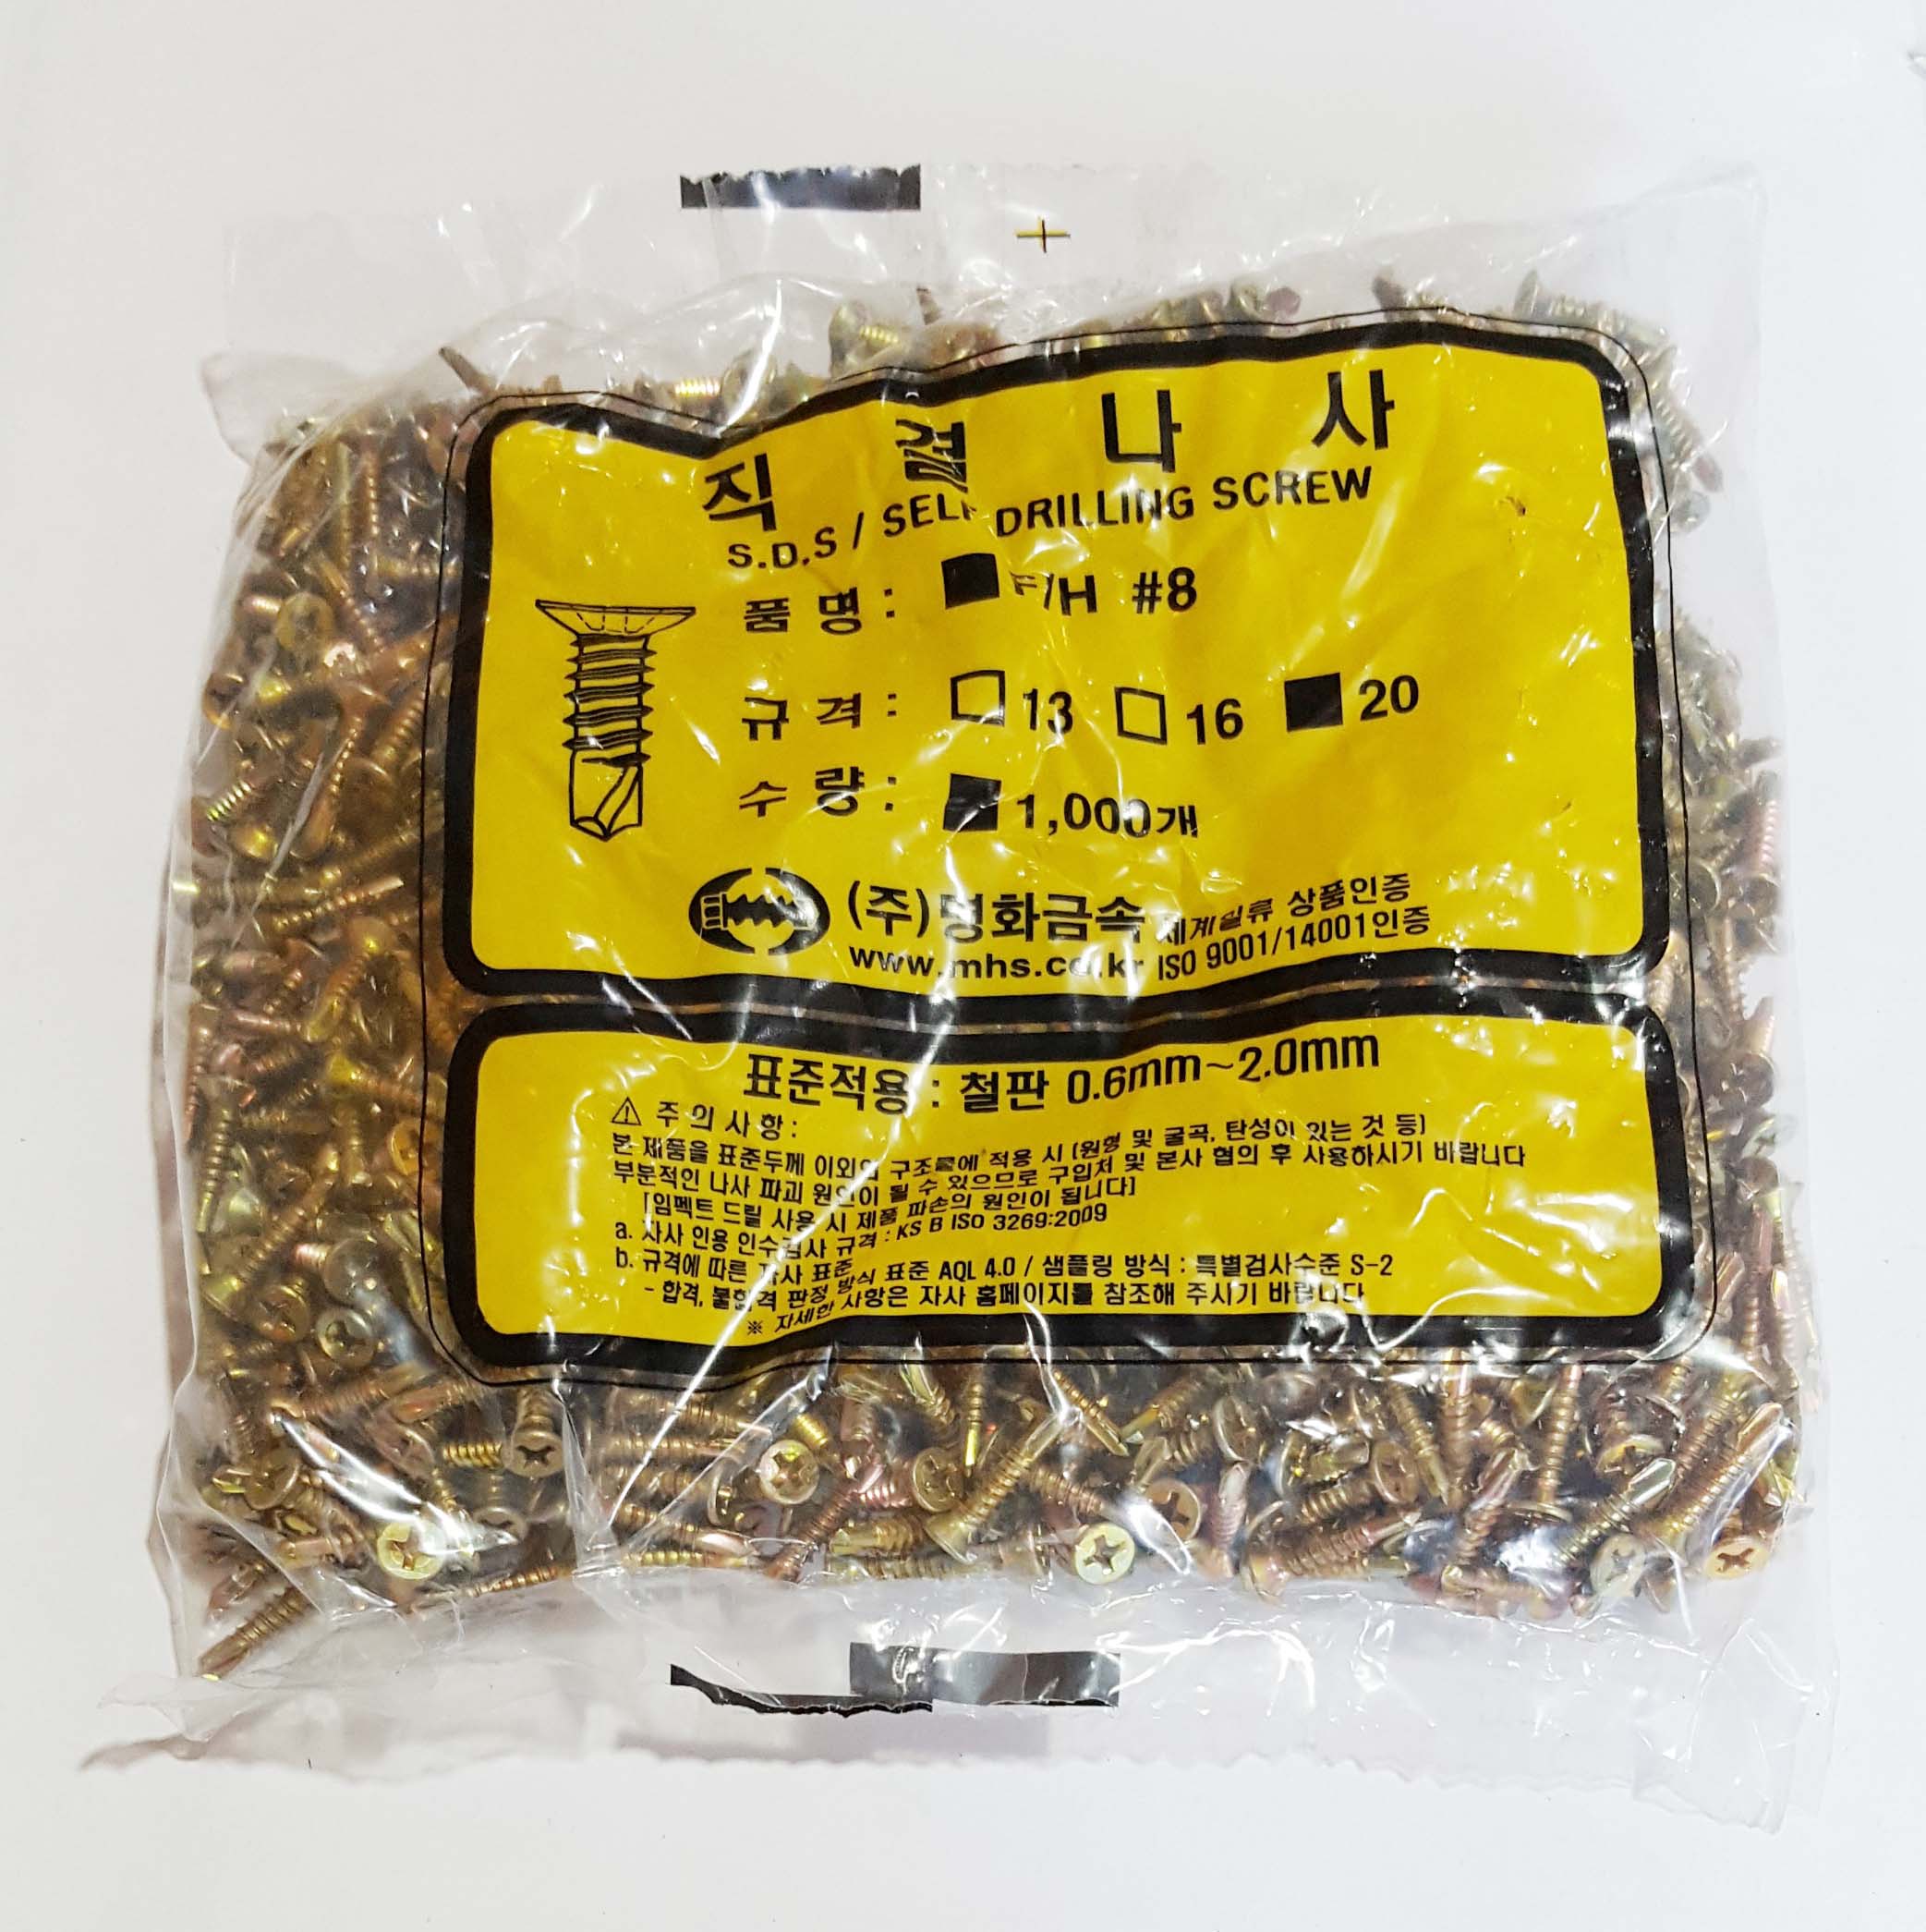 직 결 나 사
S.D.S / SELF DRILLING SCREW
품 명 : F/H #8
규 격 : 13 16 20
수 량 : 1,000개
(주)명화금속 세계일류 상품인증
www.mhs.co.kr ISO 9001/14001인증
표준적용 : 철판 0.6mm~2.0mm
⚠ 주 의 사 항 :
본 제품을 표준두께 이외의 구조물에 적용 시 [원형 및 굴곡, 탄성이 있는 것 등]
부분적인 나사 파괴 원인이 될 수 있으므로 구입처 및 본사 협의 후 사용하시기 바랍니다
[임펙트 드릴 사용 시 제품 파손의 원인이 됩니다]
a. 자사 인용 인수검사 규격 : KS B ISO 3269:2009
b. 규격에 따른 자사 표준
- 합격, 불합격 판정 방식 표준 AQL 4.0 / 샘플링 방식 : 특별검사수준 S-2
※ 자세한 사항은 자사 홈페이지를 참조해 주시기 바랍니다